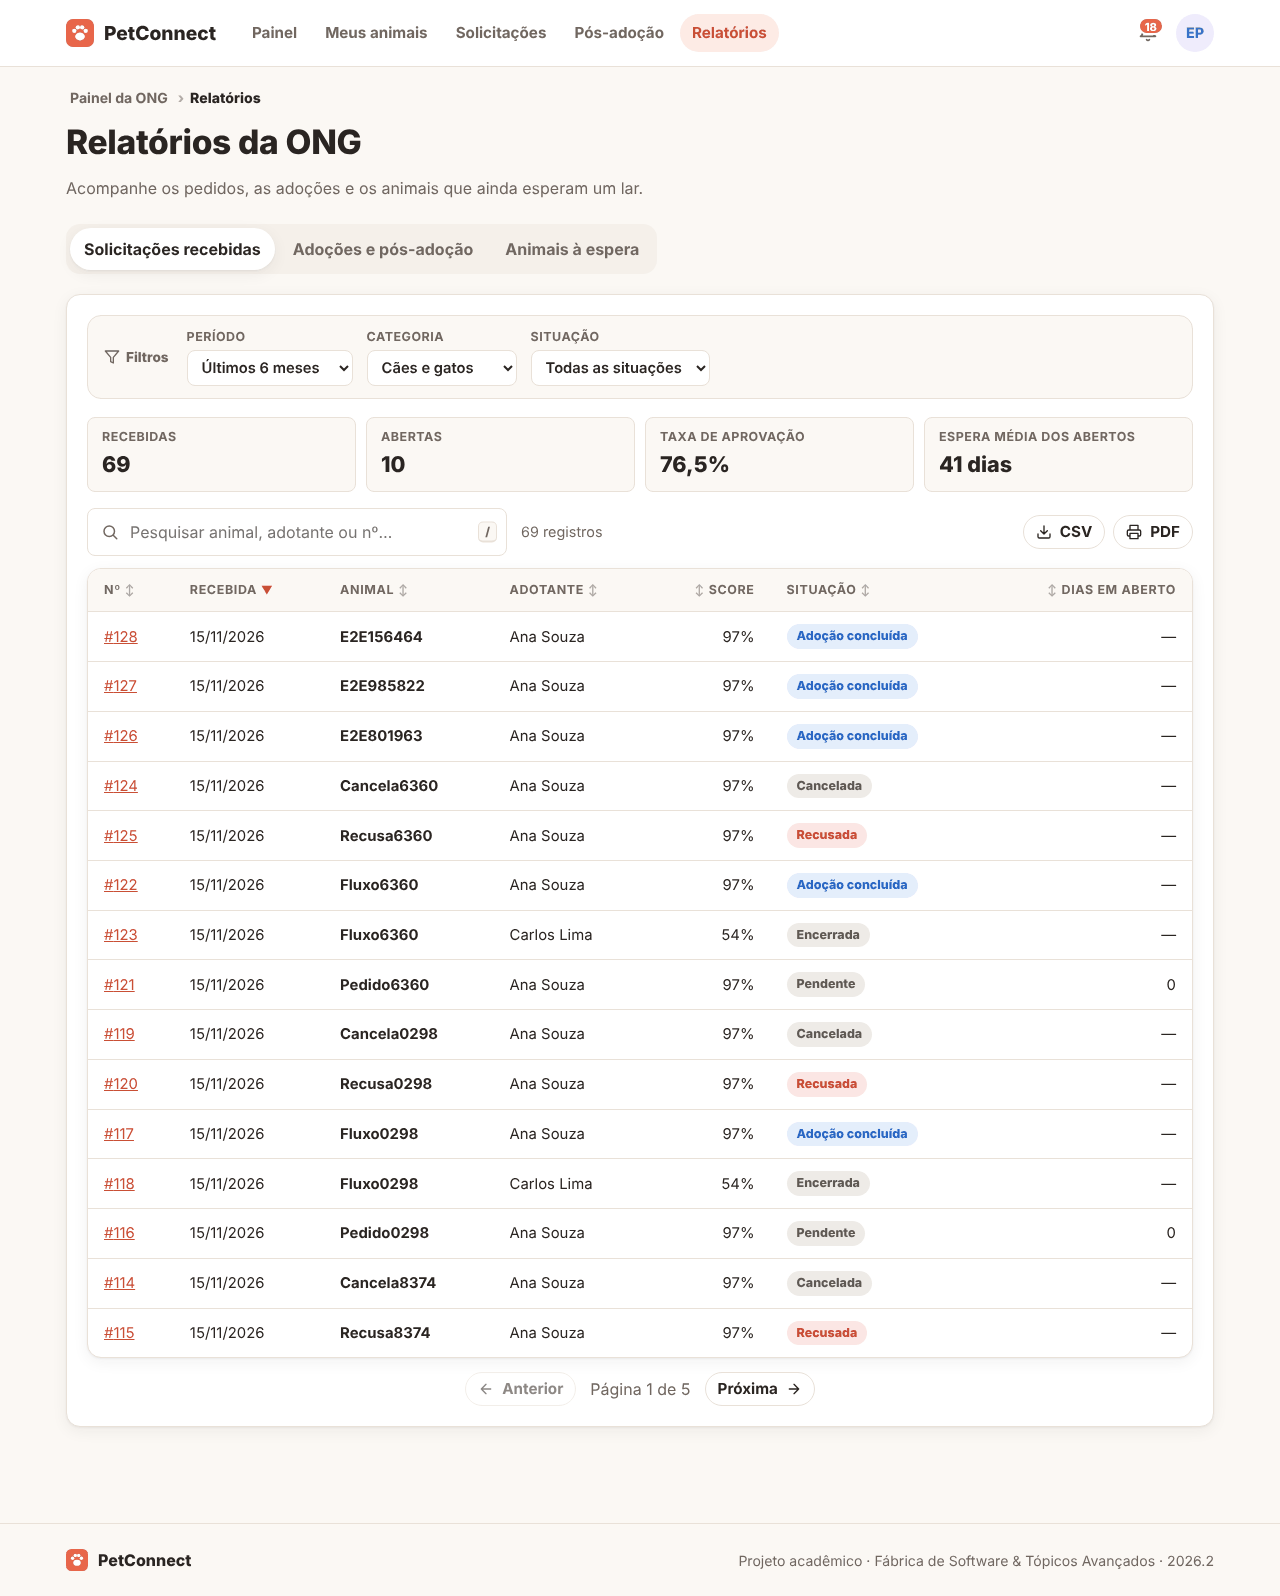 PetConnect Painel Meus animais Solicitações Pós-adoção Relatórios 18 EP
Painel da ONG › Relatórios
Relatórios da ONG
Acompanhe os pedidos, as adoções e os animais que ainda esperam um lar.
Solicitações recebidas Adoções e pós-adoção Animais à espera
Filtros
PERÍODO CATEGORIA SITUAÇÃO
Últimos 6 meses Cães e gatos Todas as situações
RECEBIDAS ABERTAS TAXA DE APROVAÇÃO ESPERA MÉDIA DOS ABERTOS
69 10 76,5% 41 dias
Pesquisar animal, adotante ou nº… / 69 registros CSV PDF
Nº ↕ RECEBIDA ▼ ANIMAL ↕ ADOTANTE ↕ ↕ SCORE SITUAÇÃO ↕ ↕ DIAS EM ABERTO
#128 15/11/2026 E2E156464 Ana Souza 97% Adoção concluída —
#127 15/11/2026 E2E985822 Ana Souza 97% Adoção concluída —
#126 15/11/2026 E2E801963 Ana Souza 97% Adoção concluída —
#124 15/11/2026 Cancela6360 Ana Souza 97% Cancelada —
#125 15/11/2026 Recusa6360 Ana Souza 97% Recusada —
#122 15/11/2026 Fluxo6360 Ana Souza 97% Adoção concluída —
#123 15/11/2026 Fluxo6360 Carlos Lima 54% Encerrada —
#121 15/11/2026 Pedido6360 Ana Souza 97% Pendente 0
#119 15/11/2026 Cancela0298 Ana Souza 97% Cancelada —
#120 15/11/2026 Recusa0298 Ana Souza 97% Recusada —
#117 15/11/2026 Fluxo0298 Ana Souza 97% Adoção concluída —
#118 15/11/2026 Fluxo0298 Carlos Lima 54% Encerrada —
#116 15/11/2026 Pedido0298 Ana Souza 97% Pendente 0
#114 15/11/2026 Cancela8374 Ana Souza 97% Cancelada —
#115 15/11/2026 Recusa8374 Ana Souza 97% Recusada —
← Anterior Página 1 de 5 Próxima →
PetConnect Projeto acadêmico · Fábrica de Software & Tópicos Avançados · 2026.2